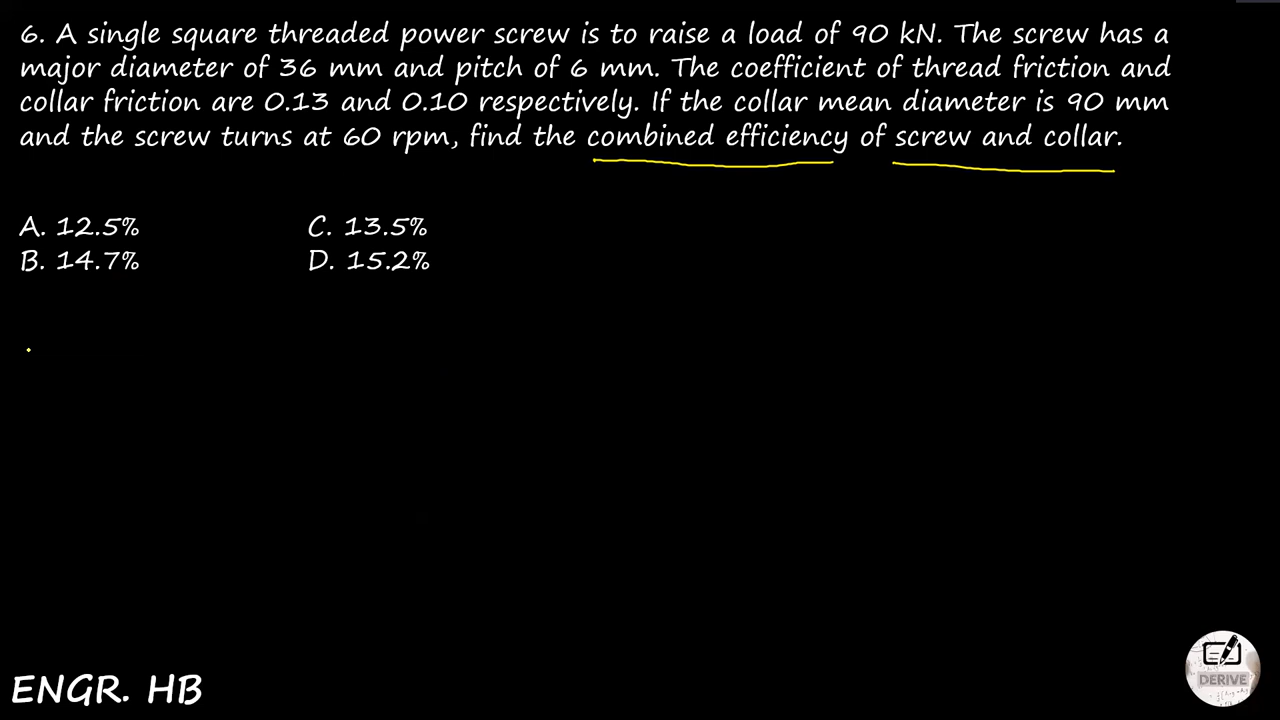 6. A single square threaded power screw is to raise a load of 90 kN. The screw has a
major diameter of 36 mm and pitch of 6 mm. The coefficient of thread friction and
collar friction are 0.13 and 0.10 respectively. If the collar mean diameter is 90 mm
and the screw turns at 60 rpm, find the combined efficiency of screw and collar.
A. 12.5% C. 13.5%
B. 14.7% D. 15.2%
ENGR. HB
DERIVE